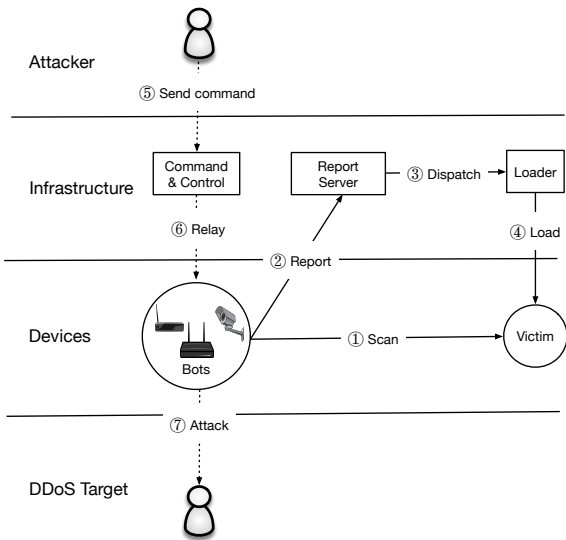 Attacker
⑤ Send command
Infrastructure
Command
& Control
Report
Server
③ Dispatch
Loader
⑥ Relay
④ Load
② Report
Devices
Bots
① Scan
Victim
⑦ Attack
DDoS Target